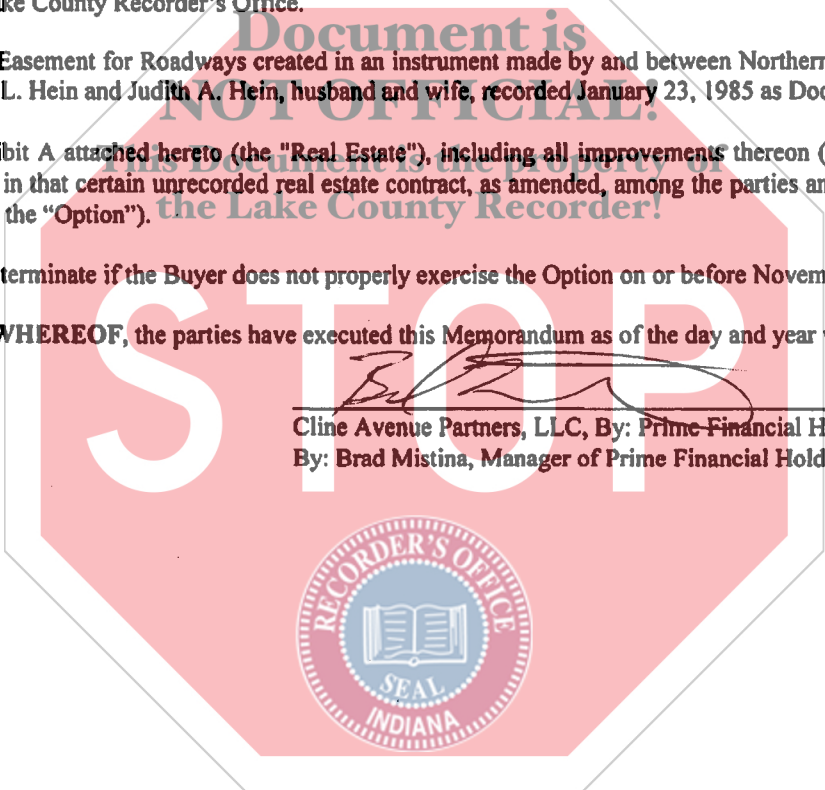 ke County Recorder's Office.
Document is
Easement for Roadways created in an instrument made by and between Northern
NOT OFFICIAL!
L. Hein and Judith A. Hein, husband and wife, recorded January 23, 1985 as Doc
bit A attached hereto (the "Real Estate"), including all improvements thereon (
This Document is the property of
in that certain unrecorded real estate contract, as amended, among the parties an
the Lake County Recorder!
the “Option”).
terminate if the Buyer does not properly exercise the Option on or before Novem
WHEREOF, the parties have executed this Memorandum as of the day and year
STOP
Cline Avenue Partners, LLC, By: Prime Financial H
By: Brad Mistina, Manager of Prime Financial Hold
RECORDER'S OFFICE
SEAL
INDIANA